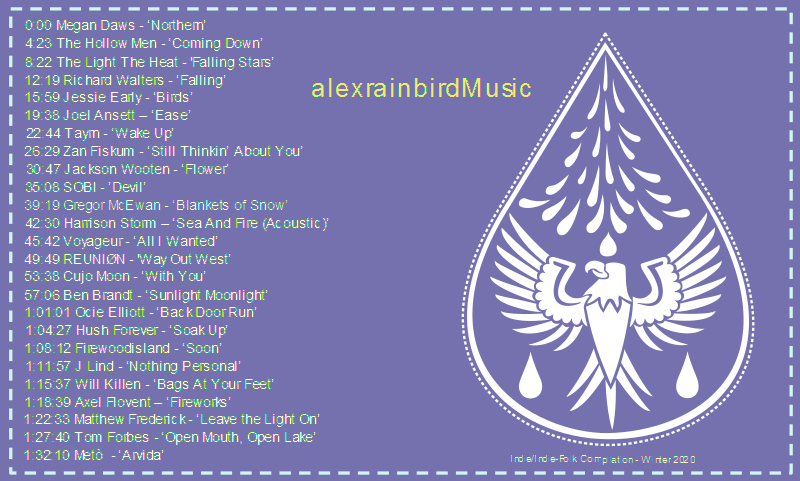 0:00 Megan Daws - ‘Northern’
4:23 The Hollow Men - ‘Coming Down’
8:22 The Light The Heat - 'Falling Stars’
12:19 Richard Walters - ‘Falling’
15:59 Jessie Early - ‘Birds’
19:38 Joel Ansett – ‘Ease’
22:44 Taym - ‘Wake Up’
26:29 Zan Fiskum - ‘Still Thinkin’ About You’
30:47 Jackson Wooten - ‘Flower’
35:08 SOBI - ‘Devil’
39:19 Gregor McEwan - ‘Blankets of Snow’
42:30 Harrison Storm – ‘Sea And Fire (Acoustic)’
45:42 Voyageur - ‘All I Wanted’
49:49 REUNIØN - 'Way Out West’
53:38 Cujo Moon - ‘With You’
57:06 Ben Brandt - ‘Sunlight Moonlight’
1:01:01 Ocie Elliott - ‘Back Door Run’
1:04:27 Hush Forever - ‘Soak Up’
1:08:12 Firewoodisland - ‘Soon’
1:11:57 J Lind - ‘Nothing Personal’
1:15:37 Will Killen - ‘Bags At Your Feet’
1:18:39 Axel Flovent – ‘Fireworks’
1:22:33 Matthew Frederick - ‘Leave the Light On’
1:27:40 Tom Forbes - ‘Open Mouth, Open Lake’
1:32:10 Metò - ‘Arvida’
alexrainbirdMusic
Indie/Indie-Folk Compilation - Winter 2020